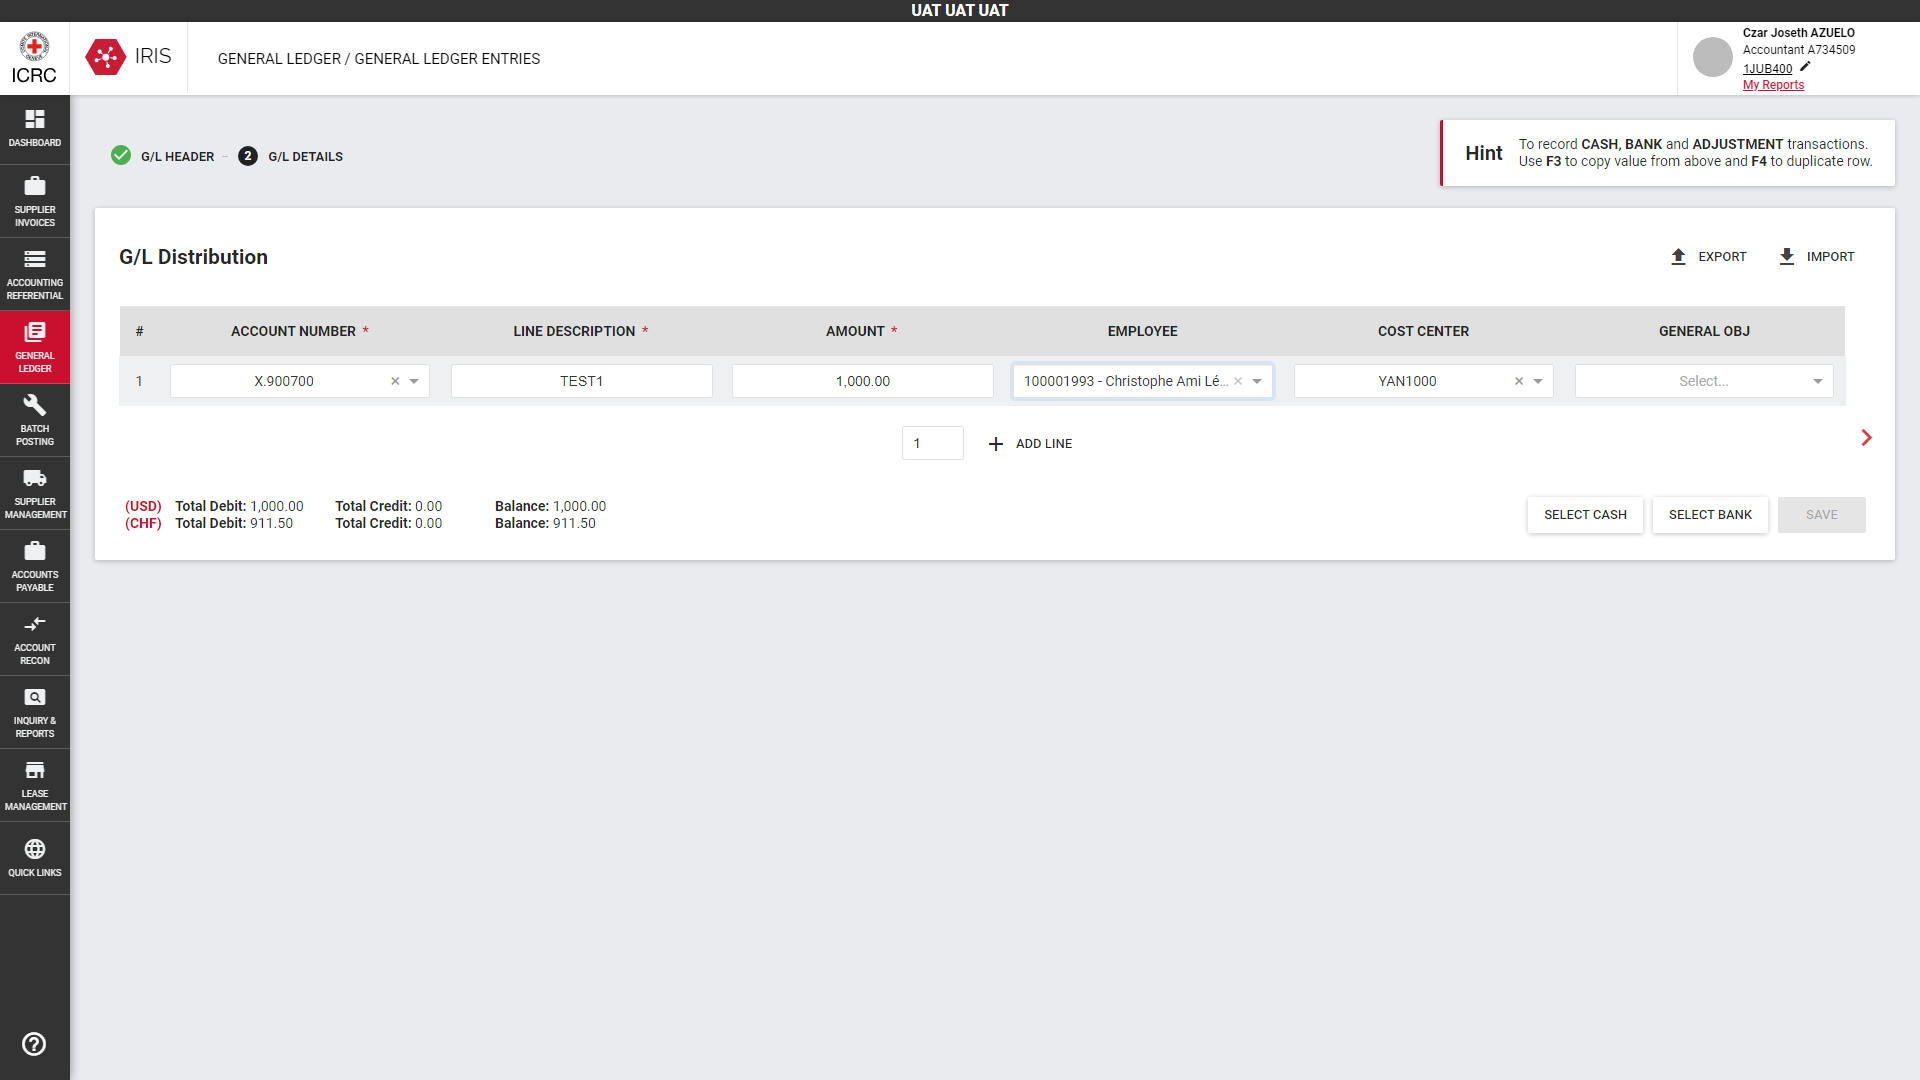 UAT UAT UAT
ICRC
IRIS
GENERAL LEDGER / GENERAL LEDGER ENTRIES
Czar Joseth AZUELO
Accountant A734509
1JUB400
My Reports
DASHBOARD
SUPPLIER
INVOICES
ACCOUNTING
REFERENTIAL
GENERAL
LEDGER
BATCH
POSTING
SUPPLIER
MANAGEMENT
ACCOUNTS
PAYABLE
ACCOUNT
RECON
INQUIRY &
REPORTS
LEASE
MANAGEMENT
QUICK LINKS
G/L HEADER
2 G/L DETAILS
Hint
To record CASH, BANK and ADJUSTMENT transactions.
Use F3 to copy value from above and F4 to duplicate row.
G/L Distribution
EXPORT
IMPORT
# ACCOUNT NUMBER * LINE DESCRIPTION * AMOUNT * EMPLOYEE COST CENTER GENERAL OBJ
1 X.900700 TEST1 1,000.00 100001993 - Christophe Ami Lé... YAN1000 Select...
1 ADD LINE
(USD) Total Debit: 1,000.00 Total Credit: 0.00 Balance: 1,000.00
(CHF) Total Debit: 911.50 Total Credit: 0.00 Balance: 911.50
SELECT CASH SELECT BANK SAVE